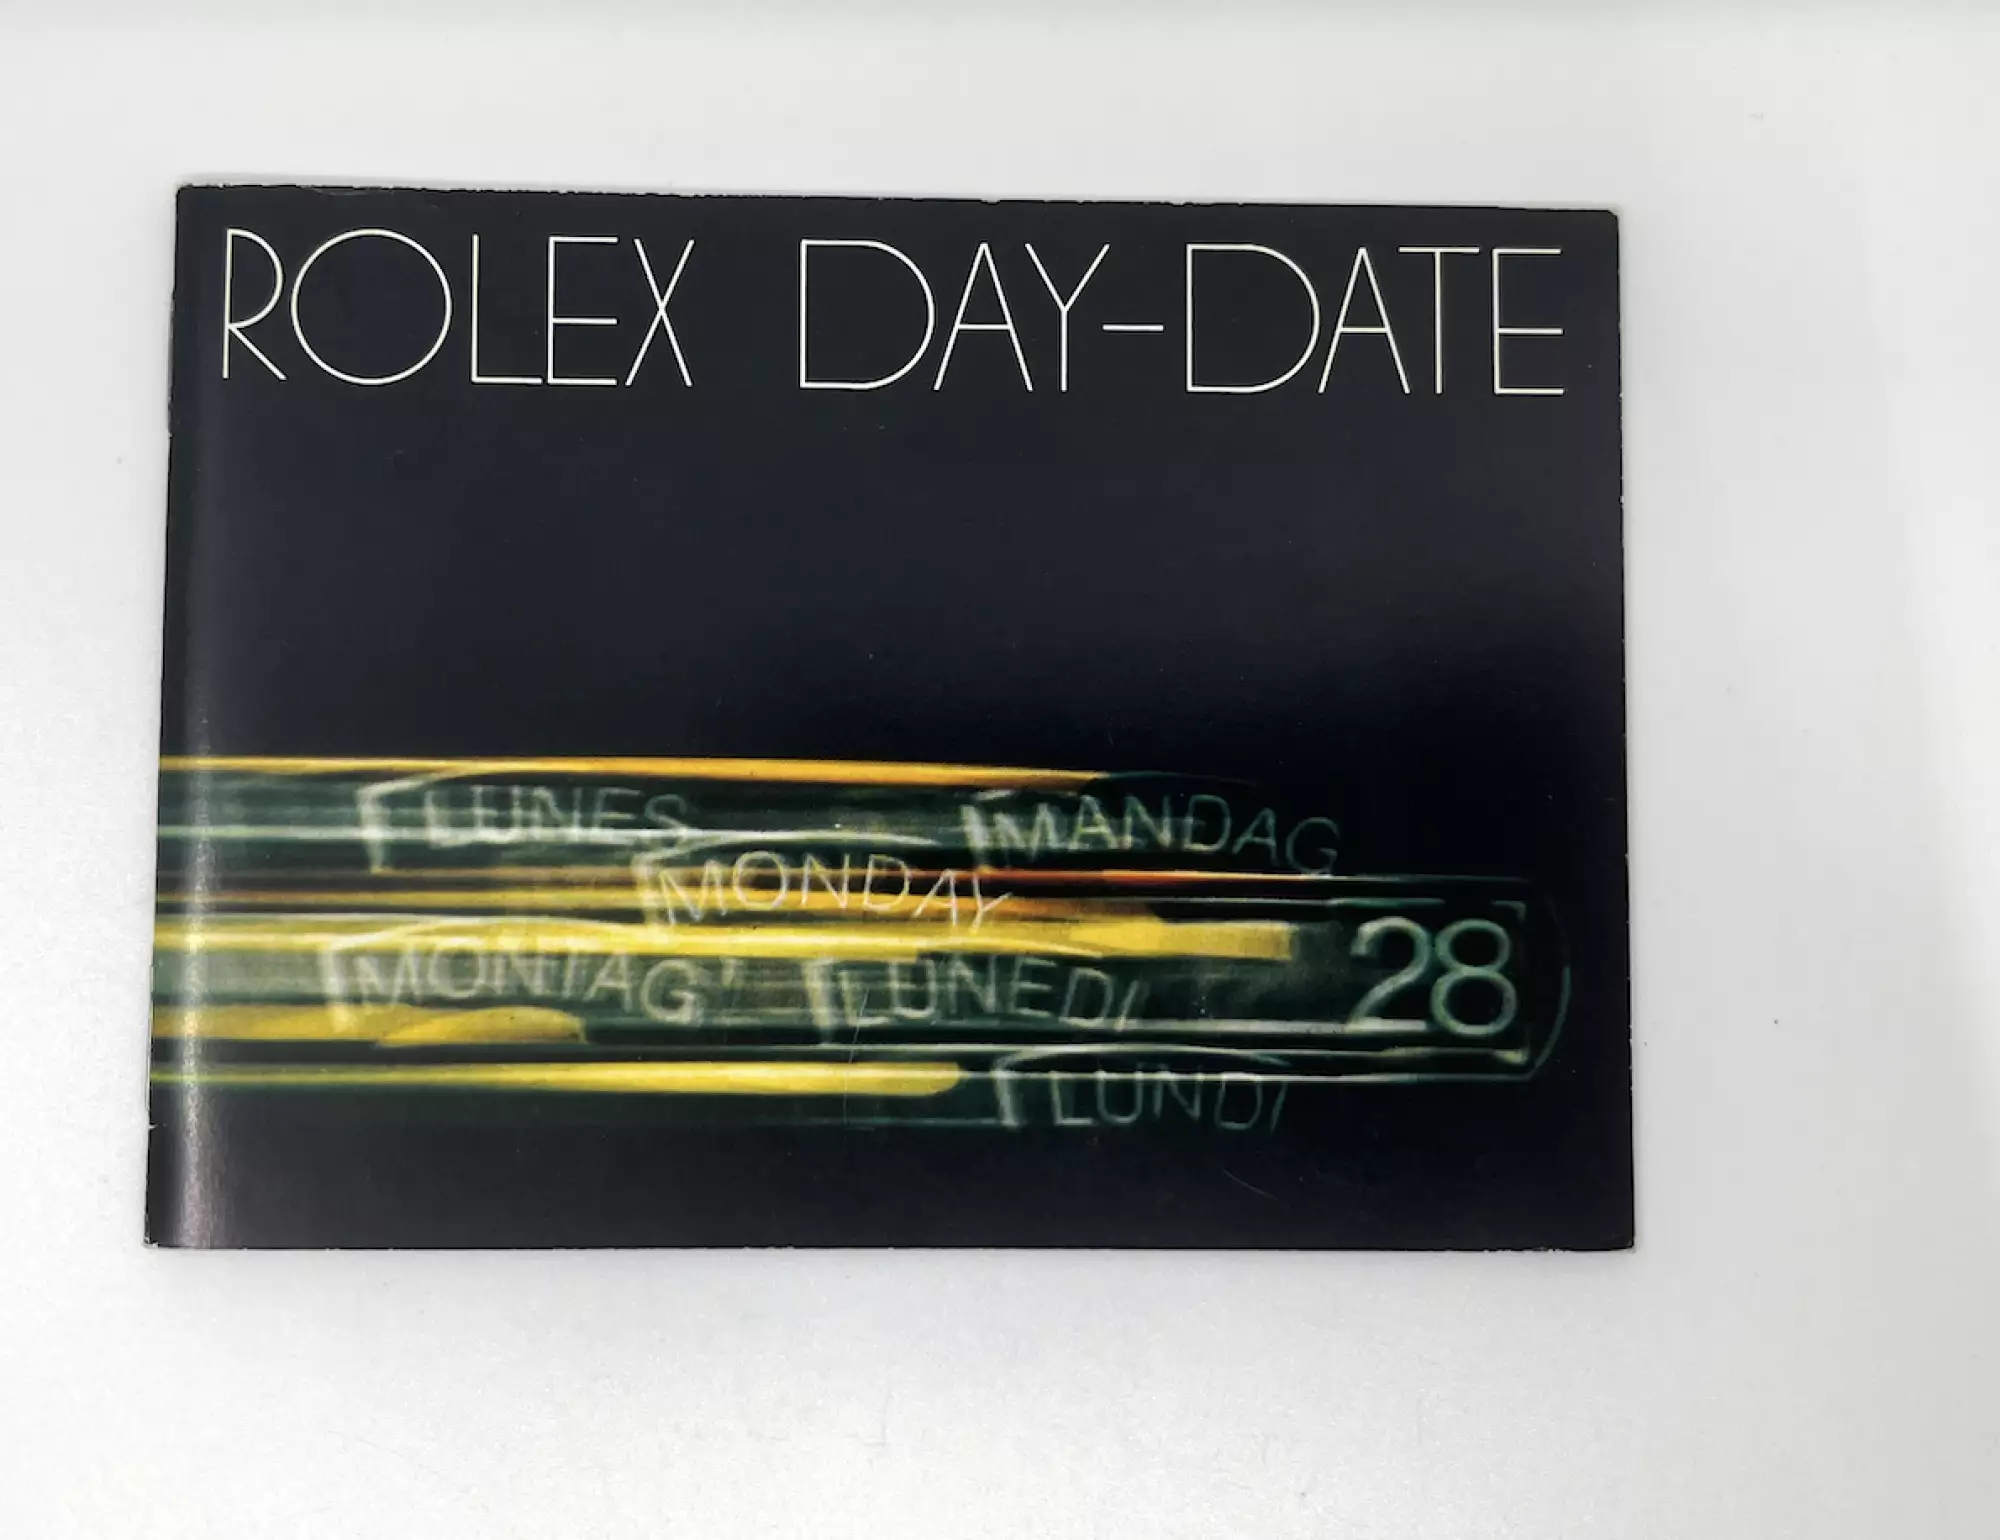 ROLEX DAY–DATE
LUNES
MANDAG
MONDAY
MONTAG
LUNEDI
28
LUNDI